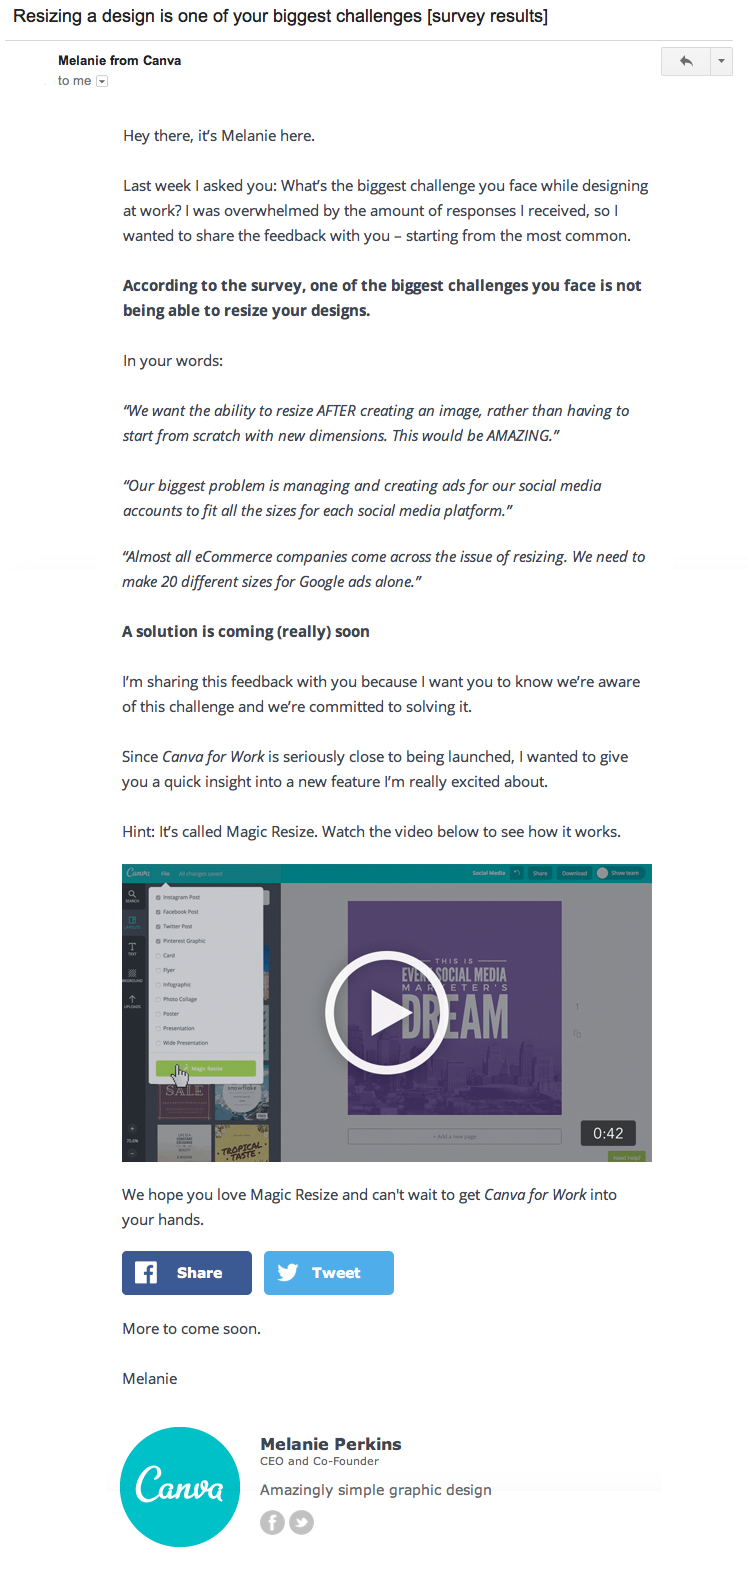 Resizing a design is one of your biggest challenges [survey results]
Melanie from Canva
to me
Hey there, it’s Melanie here.
Last week I asked you: What’s the biggest challenge you face while designing
at work? I was overwhelmed by the amount of responses I received, so I
wanted to share the feedback with you – starting from the most common.
According to the survey, one of the biggest challenges you face is not
being able to resize your designs.
In your words:
“We want the ability to resize AFTER creating an image, rather than having to
start from scratch with new dimensions. This would be AMAZING.”
“Our biggest problem is managing and creating ads for our social media
accounts to fit all the sizes for each social media platform.”
“Almost all eCommerce companies come across the issue of resizing. We need to
make 20 different sizes for Google ads alone.”
A solution is coming (really) soon
I’m sharing this feedback with you because I want you to know we’re aware
of this challenge and we’re committed to solving it.
Since Canva for Work is seriously close to being launched, I wanted to give
you a quick insight into a new feature I’m really excited about.
Hint: It’s called Magic Resize. Watch the video below to see how it works.
Canva File All changes saved Social Media Share Download Show team
SEARCH
LAYOUTS
TEXT
BKGROUND
UPLOADS
Instagram Post
Facebook Post
Twitter Post
Pinterest Graphic
Card
Flyer
Infographic
Photo Collage
Poster
Presentation
Wide Presentation
Magic Resize
SALE
snowflake
FREE
TROPICAL
TASTE
THIS IS
EVERY SOCIAL MEDIA
MARKETER'S
DREAM
1
+ Add a new page
0:42
Need help?
We hope you love Magic Resize and can't wait to get Canva for Work into
your hands.
Share Tweet
More to come soon.
Melanie
Canva
Melanie Perkins
CEO and Co-Founder
Amazingly simple graphic design